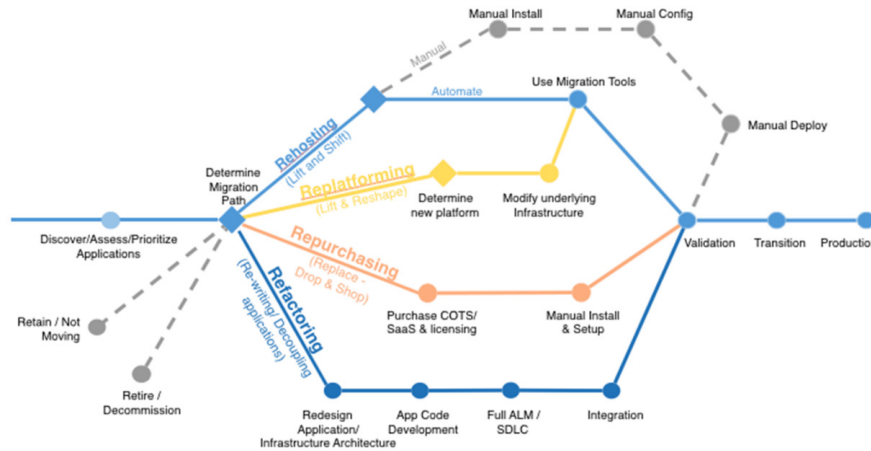 Manual Install
Manual Config
Manual
Use Migration Tools
Automate
Manual Deploy
Rehosting
(Lift and Shift)
Determine
Migration
Path
Replatforming
(Lift & Reshape)
Determine
new platform
Modify underlying
Infrastructure
Discover/Assess/Prioritize
Applications
Validation
Transition
Production
Repurchasing
(Replace -
Drop & Shop)
Purchase COTS/
SaaS & licensing
Manual Install
& Setup
Refactoring
(Re-writing/ Decoupling
applications)
Retain / Not
Moving
Retire /
Decommission
Redesign
Application/
Infrastructure Architecture
App Code
Development
Full ALM /
SDLC
Integration